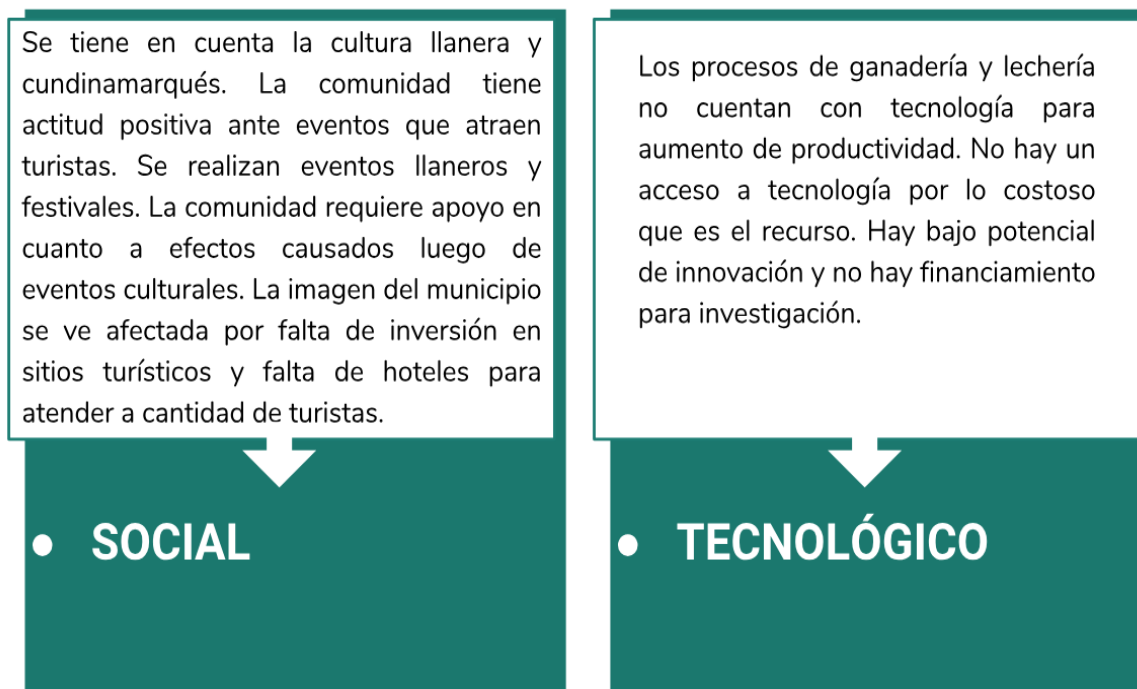 Se tiene en cuenta la cultura llanera y
cundinamarqués. La comunidad tiene
actitud positiva ante eventos que atraen
turistas. Se realizan eventos llaneros y
festivales. La comunidad requiere apoyo en
cuanto a efectos causados luego de
eventos culturales. La imagen del municipio
se ve afectada por falta de inversión en
sitios turísticos y falta de hoteles para
atender a cantidad de turistas.
• SOCIAL
Los procesos de ganadería y lechería
no cuentan con tecnología para
aumento de productividad. No hay un
acceso a tecnología por lo costoso
que es el recurso. Hay bajo potencial
de innovación y no hay financiamiento
para investigación.
• TECNOLÓGICO